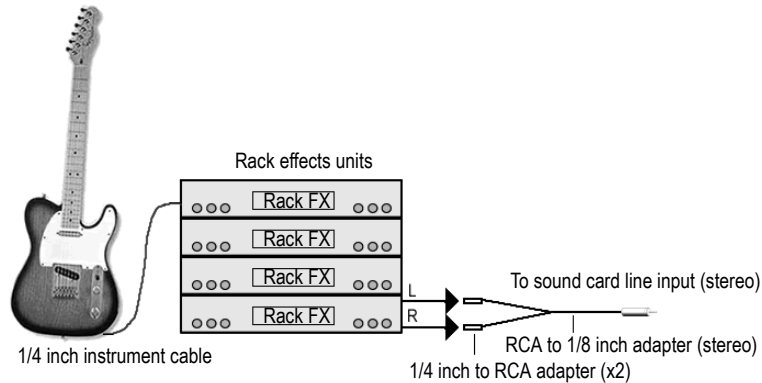 Rack effects units
Rack FX
Rack FX
Rack FX
Rack FX
L
R
To sound card line input (stereo)
RCA to 1/8 inch adapter (stereo)
1/4 inch to RCA adapter (x2)
1/4 inch instrument cable